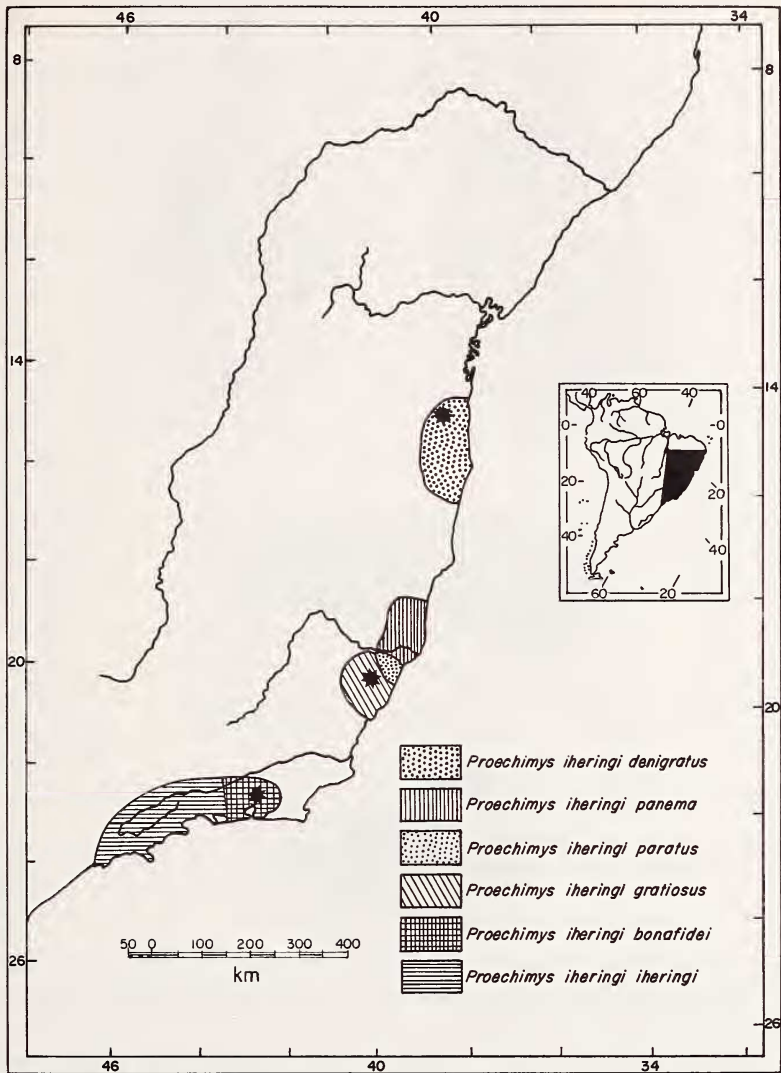 46 40 34
8 8
14 14
40 60 40
0 0
20 20
40 40
60 20
20 20
Proechimys iheringi denigratus
Proechimys iheringi panema
Proechimys iheringi paratus
Proechimys iheringi gratiosus
Proechimys iheringi bonafidei
Proechimys iheringi iheringi
50 0 100 200 300 400
km
26 26
46 40 34